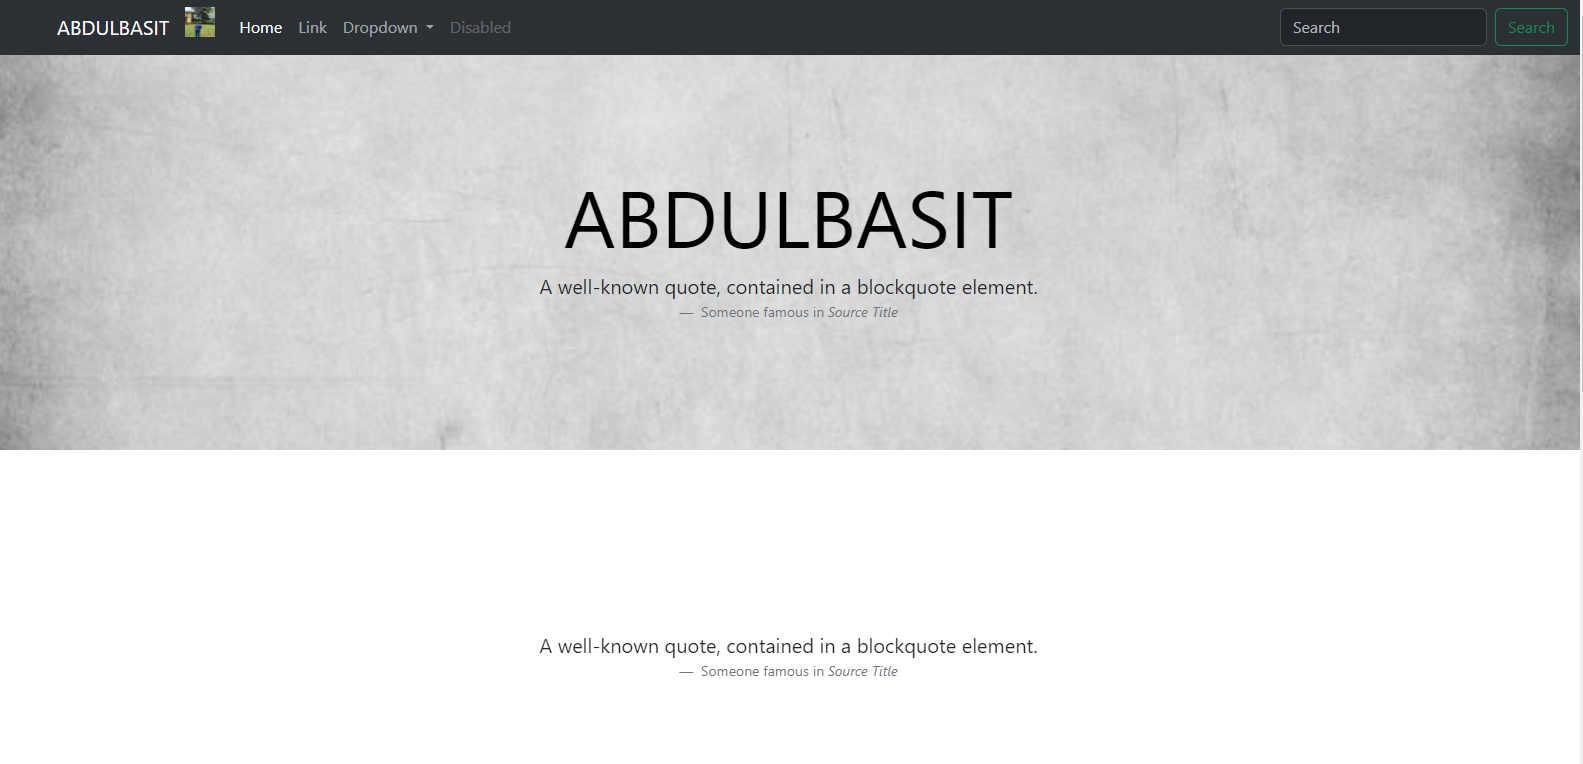 ABDULBASIT Home Link Dropdown Disabled Search Search
ABDULBASIT
A well-known quote, contained in a blockquote element.
— Someone famous in Source Title
A well-known quote, contained in a blockquote element.
— Someone famous in Source Title